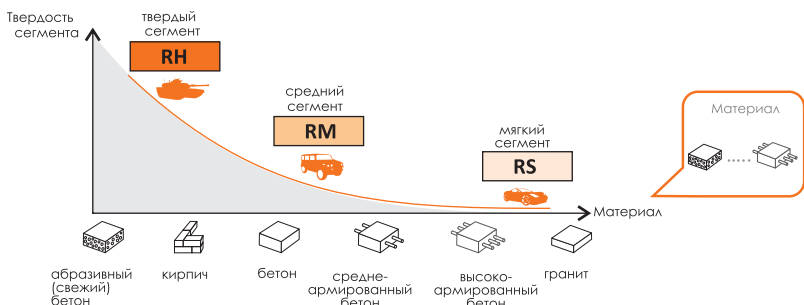 Твердость
сегмента
твердый
сегмент
RH
средний
сегмент
RM
мягкий
сегмент
RS
Материал
Материал
абразивный
(свежий)
бетон
кирпич
бетон
средне-
армированный
бетон
высоко-
армированный
бетон
гранит